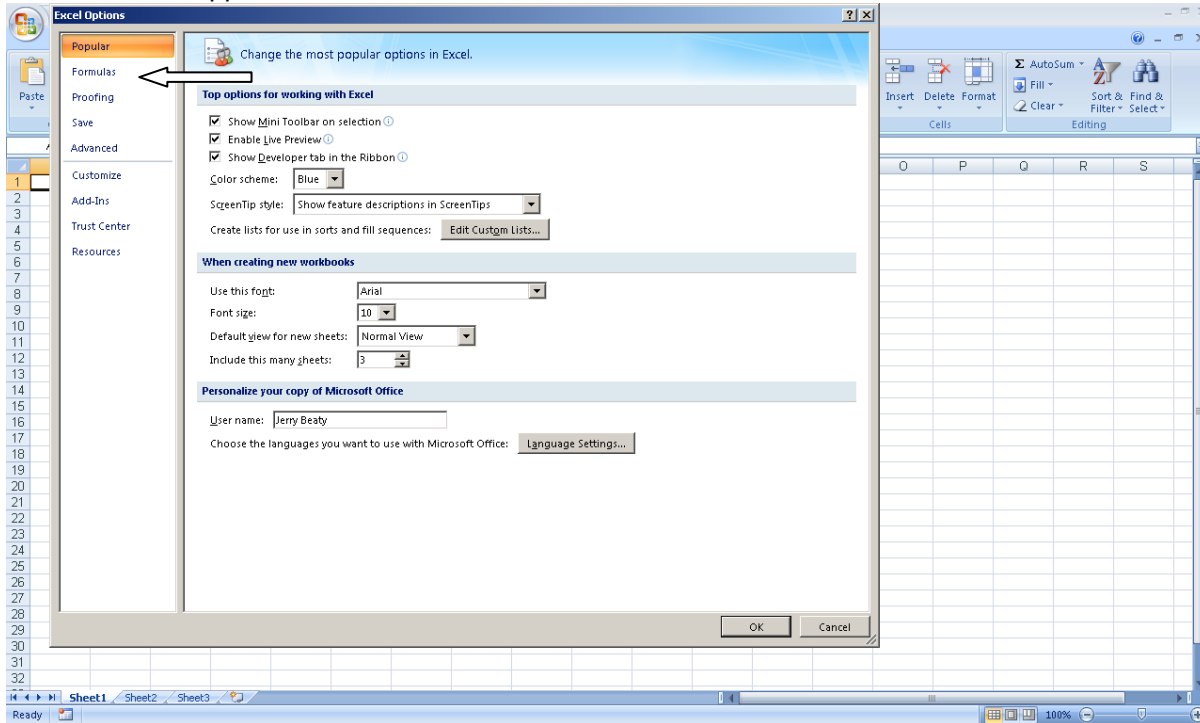 Excel Options
Popular
Formulas
Proofing
Save
Advanced
Customize
Add-Ins
Trust Center
Resources
Change the most popular options in Excel.
Top options for working with Excel
Show Mini Toolbar on selection
Enable Live Preview
Show Developer tab in the Ribbon
Color scheme: Blue
ScreenTip style: Show feature descriptions in ScreenTips
Create lists for use in sorts and fill sequences: Edit Custom Lists...
When creating new workbooks
Use this font: Arial
Font size: 10
Default view for new sheets: Normal View
Include this many sheets: 3
Personalize your copy of Microsoft Office
User name: Jerry Beaty
Choose the languages you want to use with Microsoft Office: Language Settings...
OK Cancel
Paste
Insert Delete Format
Cells
Σ AutoSum
Fill
Clear
Sort & Filter
Find & Select
Editing
O P Q R S
1
2
3
4
5
6
7
8
9
10
11
12
13
14
15
16
17
18
19
20
21
22
23
24
25
26
27
28
29
30
31
32
Sheet1 Sheet2 Sheet3
Ready
100%